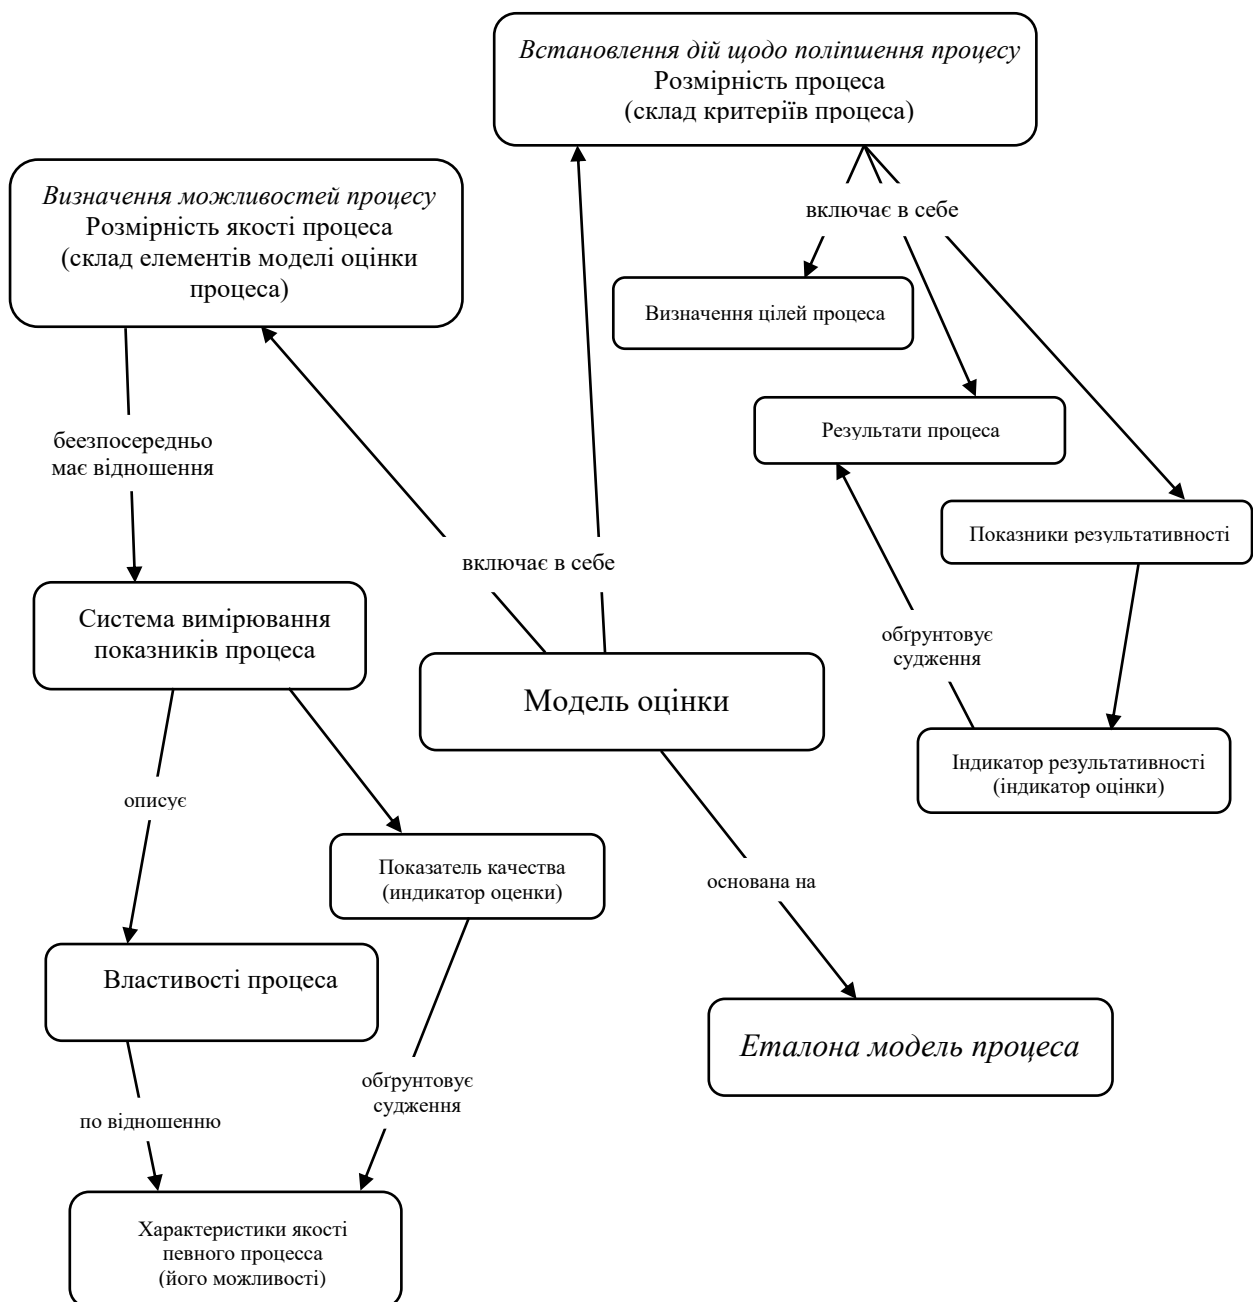 Встановлення дій щодо поліпшення процесу
Розмірність процеса
(склад критеріїв процеса)
Визначення можливостей процесу
Розмірність якості процеса
(склад елементів моделі оцінки
процеса)
включає в себе
Визначення цілей процеса
Результати процеса
беезпосередньо
має відношення
Показники результативності
включає в себе
Система вимірювання
показників процеса
обґрунтовує
судження
Модель оцінки
Індикатор результативності
(індикатор оцінки)
описує
Показатель качества
(индикатор оценки)
основана на
Властивості процеса
Еталона модель процеса
обґрунтовує
судження
по відношенню
Характеристики якості
певного процесса
(його можливості)